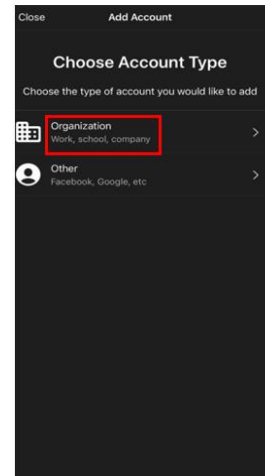 Close Add Account
Choose Account Type
Choose the type of account you would like to add
Organization
Work, school, company
Other
Facebook, Google, etc